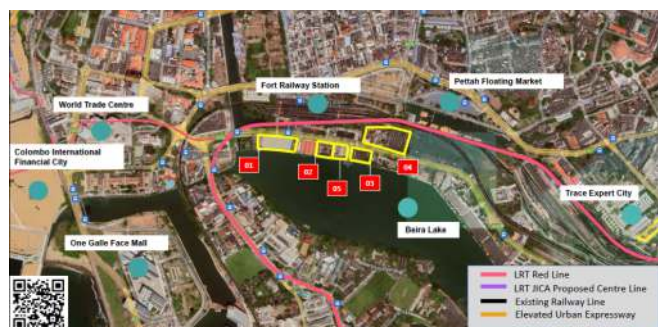 Fort Railway Station
Pettah Floating Market
World Trade Centre
Colombo International
Financial City
01
02
05
03
04
Trace Expert City
Beira Lake
One Galle Face Mall
LRT Red Line
LRT JICA Proposed Centre Line
Existing Railway Line
Elevated Urban Expressway